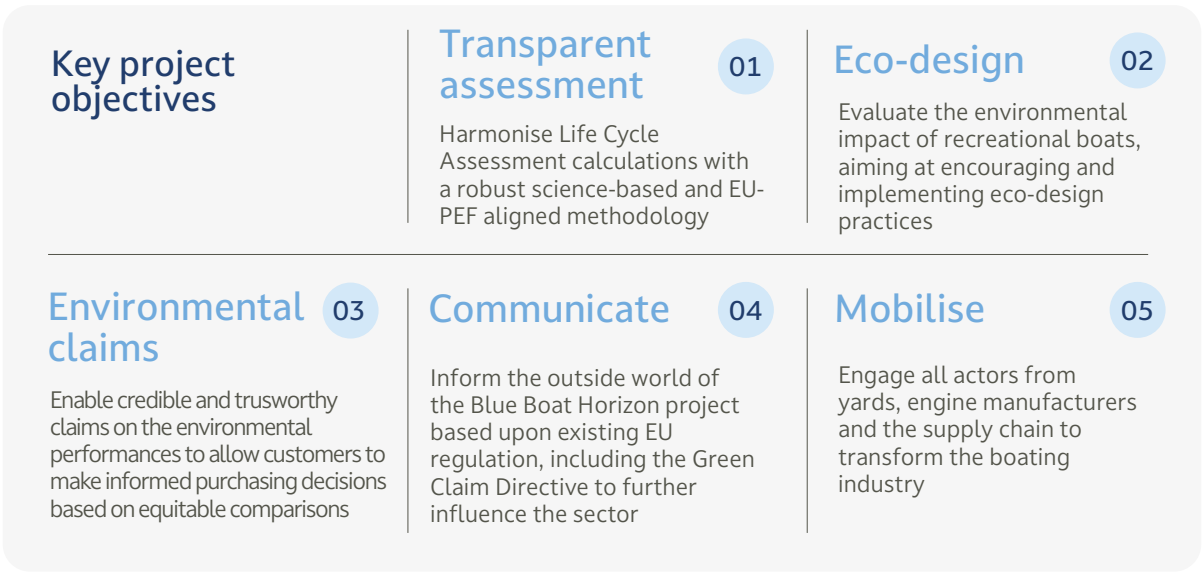 Key project
objectives
Transparent
assessment
01
Harmonise Life Cycle
Assessment calculations with
a robust science-based and EU-
PEF aligned methodology
Eco-design
02
Evaluate the environmental
impact of recreational boats,
aiming at encouraging and
implementing eco-design
practices
Environmental
claims
03
Enable credible and trustworthy
claims on the environmental
performances to allow customers to
make informed purchasing decisions
based on equitable comparisons
Communicate
04
Inform the outside world of
the Blue Boat Horizon project
based upon existing EU
regulation, including the Green
Claim Directive to further
influence the sector
Mobilise
05
Engage all actors from
yards, engine manufacturers
and the supply chain to
transform the boating
industry